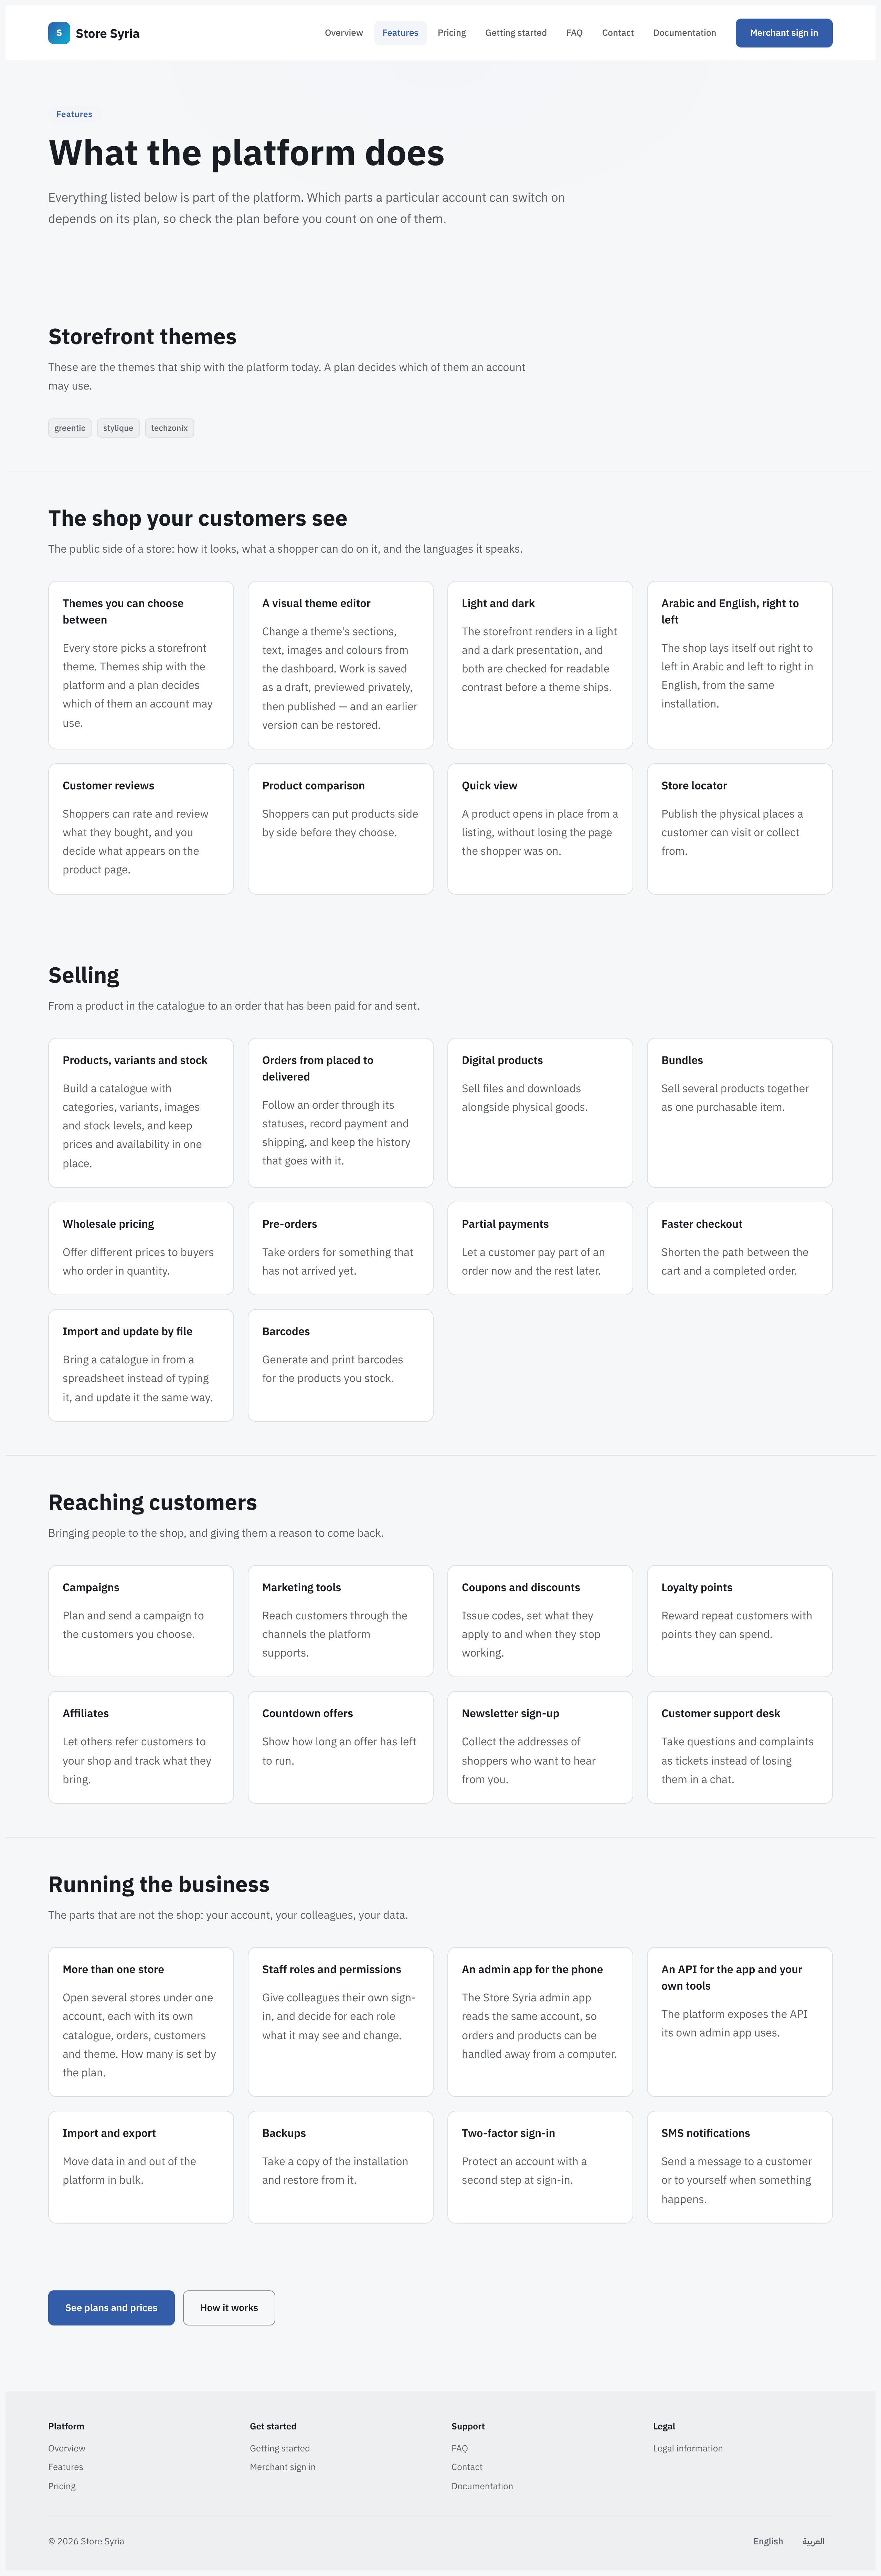 S
Store Syria
Overview
Features
Pricing
Getting started
FAQ
Contact
Documentation
Merchant sign in
Features
What the platform does
Everything listed below is part of the platform. Which parts a particular account can switch on
depends on its plan, so check the plan before you count on one of them.
Storefront themes
These are the themes that ship with the platform today. A plan decides which of them an account
may use.
greentic
stylique
techzonix
The shop your customers see
The public side of a store: how it looks, what a shopper can do on it, and the languages it speaks.
Themes you can choose
between
Every store picks a storefront
theme. Themes ship with the
platform and a plan decides
which of them an account may
use.
A visual theme editor
Change a theme's sections,
text, images and colours from
the dashboard. Work is saved
as a draft, previewed privately,
then published — and an earlier
version can be restored.
Light and dark
The storefront renders in a light
and a dark presentation, and
both are checked for readable
contrast before a theme ships.
Arabic and English, right to
left
The shop lays itself out right to
left in Arabic and left to right in
English, from the same
installation.
Customer reviews
Shoppers can rate and review
what they bought, and you
decide what appears on the
product page.
Product comparison
Shoppers can put products side
by side before they choose.
Quick view
A product opens in place from a
listing, without losing the page
the shopper was on.
Store locator
Publish the physical places a
customer can visit or collect
from.
Selling
From a product in the catalogue to an order that has been paid for and sent.
Products, variants and stock
Build a catalogue with
categories, variants, images
and stock levels, and keep
prices and availability in one
place.
Orders from placed to
delivered
Follow an order through its
statuses, record payment and
shipping, and keep the history
that goes with it.
Digital products
Sell files and downloads
alongside physical goods.
Bundles
Sell several products together
as one purchasable item.
Wholesale pricing
Offer different prices to buyers
who order in quantity.
Pre-orders
Take orders for something that
has not arrived yet.
Partial payments
Let a customer pay part of an
order now and the rest later.
Faster checkout
Shorten the path between the
cart and a completed order.
Import and update by file
Bring a catalogue in from a
spreadsheet instead of typing
it, and update it the same way.
Barcodes
Generate and print barcodes
for the products you stock.
Reaching customers
Bringing people to the shop, and giving them a reason to come back.
Campaigns
Plan and send a campaign to
the customers you choose.
Marketing tools
Reach customers through the
channels the platform
supports.
Coupons and discounts
Issue codes, set what they
apply to and when they stop
working.
Loyalty points
Reward repeat customers with
points they can spend.
Affiliates
Let others refer customers to
your shop and track what they
bring.
Countdown offers
Show how long an offer has left
to run.
Newsletter sign-up
Collect the addresses of
shoppers who want to hear
from you.
Customer support desk
Take questions and complaints
as tickets instead of losing
them in a chat.
Running the business
The parts that are not the shop: your account, your colleagues, your data.
More than one store
Open several stores under one
account, each with its own
catalogue, orders, customers
and theme. How many is set by
the plan.
Staff roles and permissions
Give colleagues their own sign-
in, and decide for each role
what it may see and change.
An admin app for the phone
The Store Syria admin app
reads the same account, so
orders and products can be
handled away from a computer.
An API for the app and your
own tools
The platform exposes the API
its own admin app uses.
Import and export
Move data in and out of the
platform in bulk.
Backups
Take a copy of the installation
and restore from it.
Two-factor sign-in
Protect an account with a
second step at sign-in.
SMS notifications
Send a message to a customer
or to yourself when something
happens.
See plans and prices
How it works
Platform
Overview
Features
Pricing
Get started
Getting started
Merchant sign in
Support
FAQ
Contact
Documentation
Legal
Legal information
© 2026 Store Syria
English
العربية